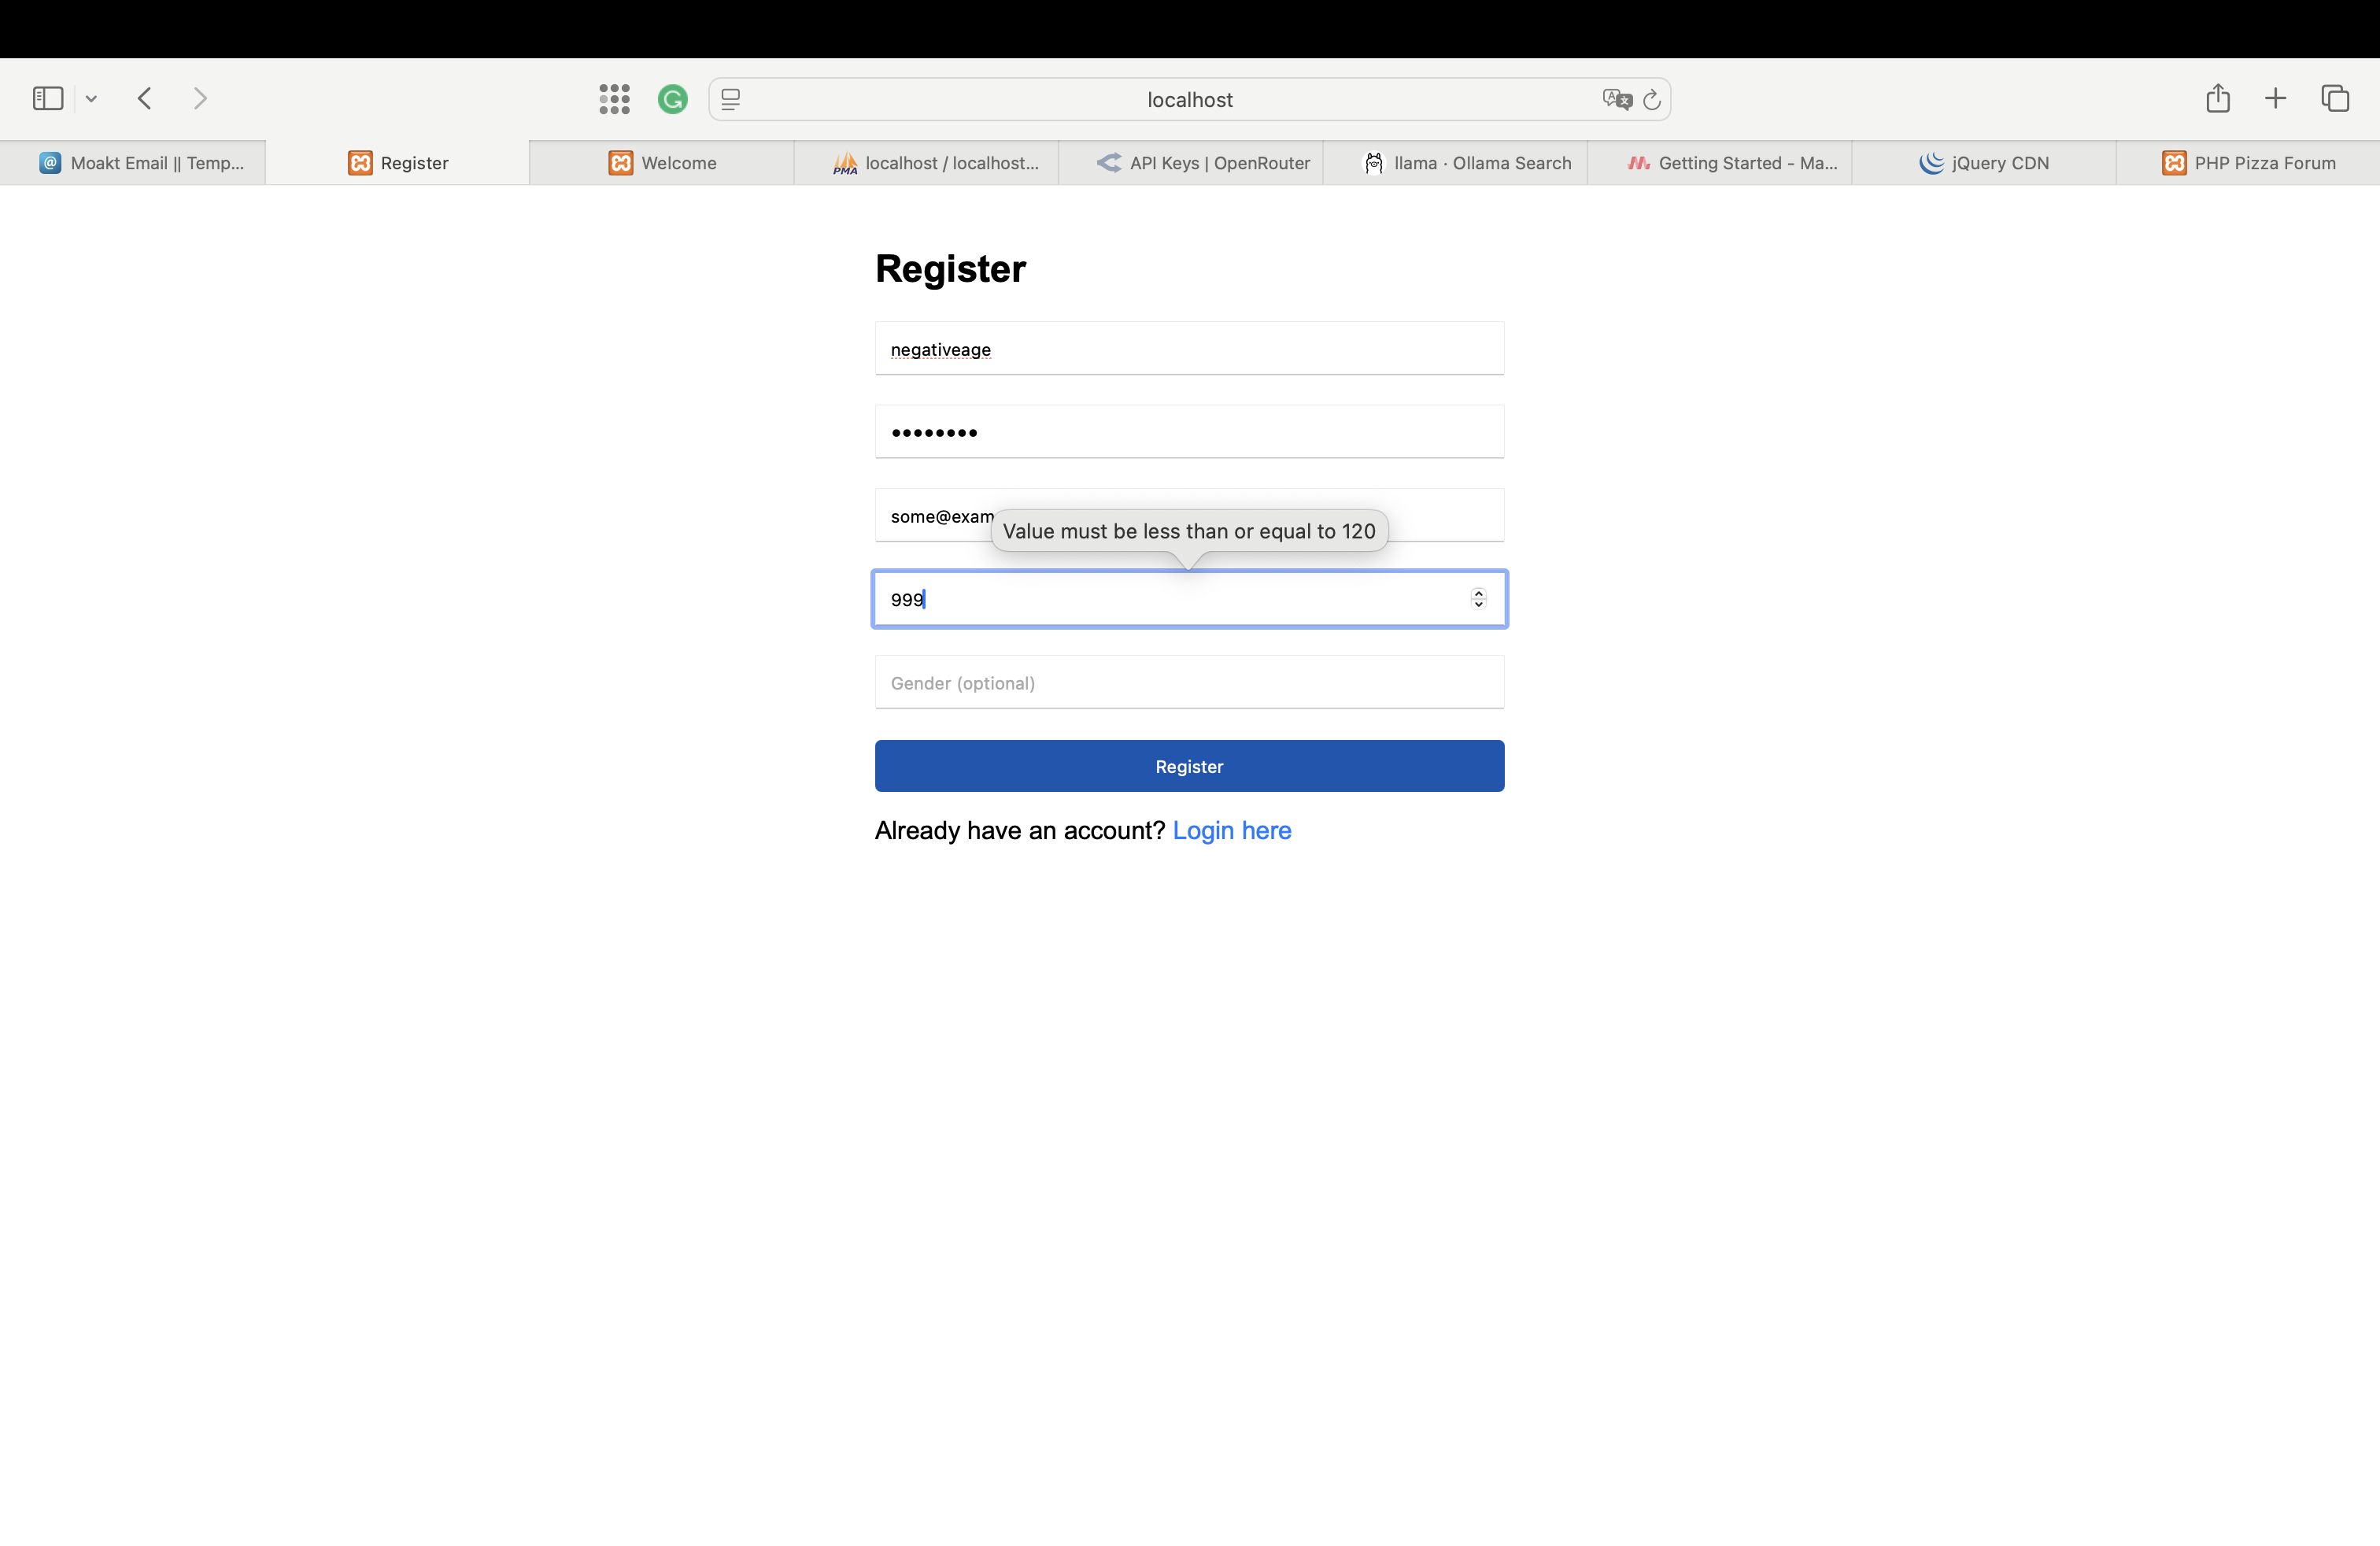 localhost
Moakt Email || Temp...
Register
Welcome
PMA localhost / localhost...
API Keys | OpenRouter
llama · Ollama Search
Getting Started - Ma...
jQuery CDN
PHP Pizza Forum
Register
negativeage
••••••••
some@exam
Value must be less than or equal to 120
999
Gender (optional)
Register
Already have an account? Login here